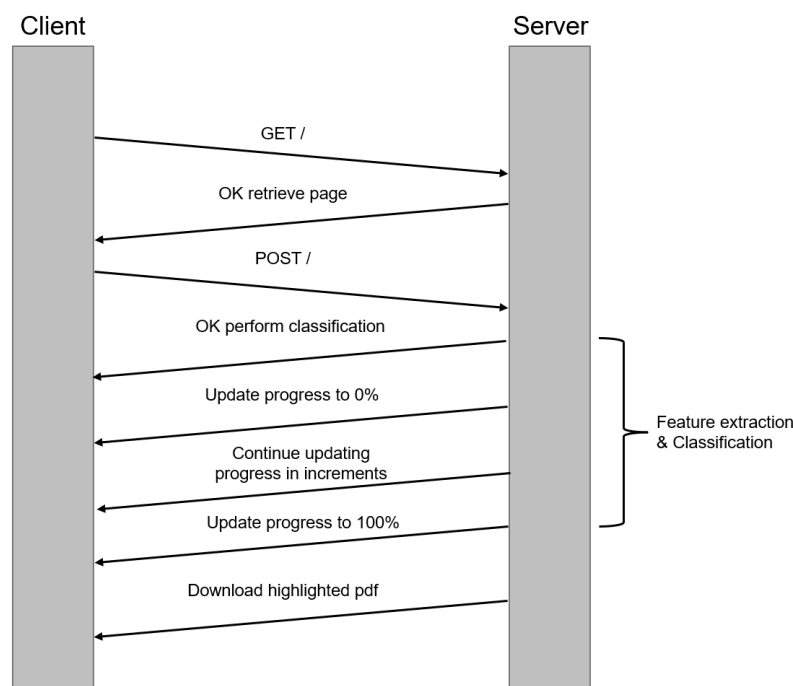 Client
Server
GET /
OK retrieve page
POST /
OK perform classification
Update progress to 0%
Feature extraction
& Classification
Continue updating
progress in increments
Update progress to 100%
Download highlighted pdf